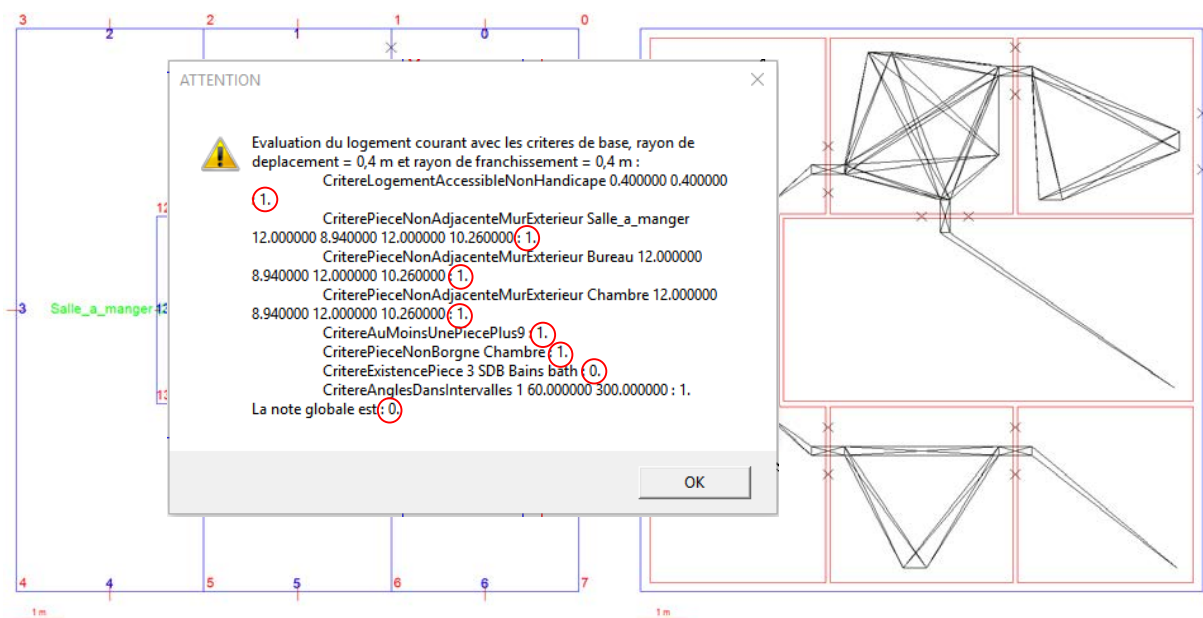 3
2
1
0
2
1
0
ATTENTION
Evaluation du logement courant avec les criteres de base, rayon de
deplacement = 0,4 m et rayon de franchissement = 0,4 m :
CritereLogementAccessibleNonHandicape 0.400000 0.400000
1.
CriterePieceNonAdjacenteMurExterieur Salle_a_manger
12.000000 8.940000 12.000000 10.260000 : 1.
CriterePieceNonAdjacenteMurExterieur Bureau 12.000000
8.940000 12.000000 10.260000 : 1.
CriterePieceNonAdjacenteMurExterieur Chambre 12.000000
8.940000 12.000000 10.260000 : 1.
CritereAuMoinsUnePiecePlus9 : 1.
CriterePieceNonBorgne Chambre : 1.
CritereExistencePiece 3 SDB Bains bath : 0.
CritereAnglesDansIntervalles 1 60.000000 300.000000 : 1.
La note globale est : 0.
OK
12
3
Salle_a_manger
12
13
4
4
5
5
6
6
7
1 m
1 m